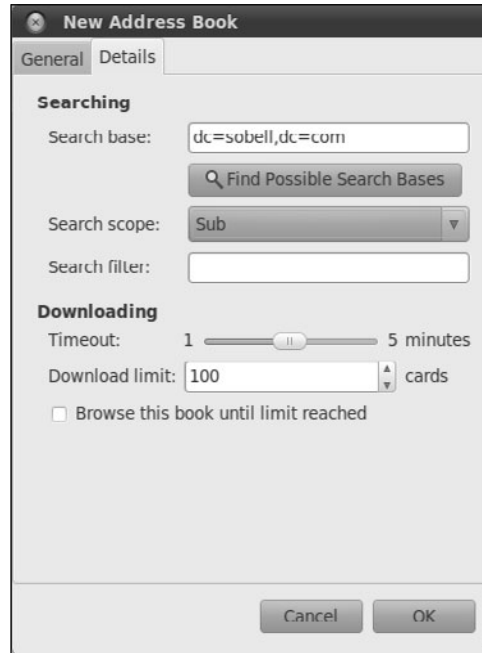 New Address Book
General Details
Searching
Search base: dc=sobell,dc=com
Find Possible Search Bases
Search scope: Sub
Search filter:
Downloading
Timeout: 1 5 minutes
Download limit: 100 cards
Browse this book until limit reached
Cancel OK